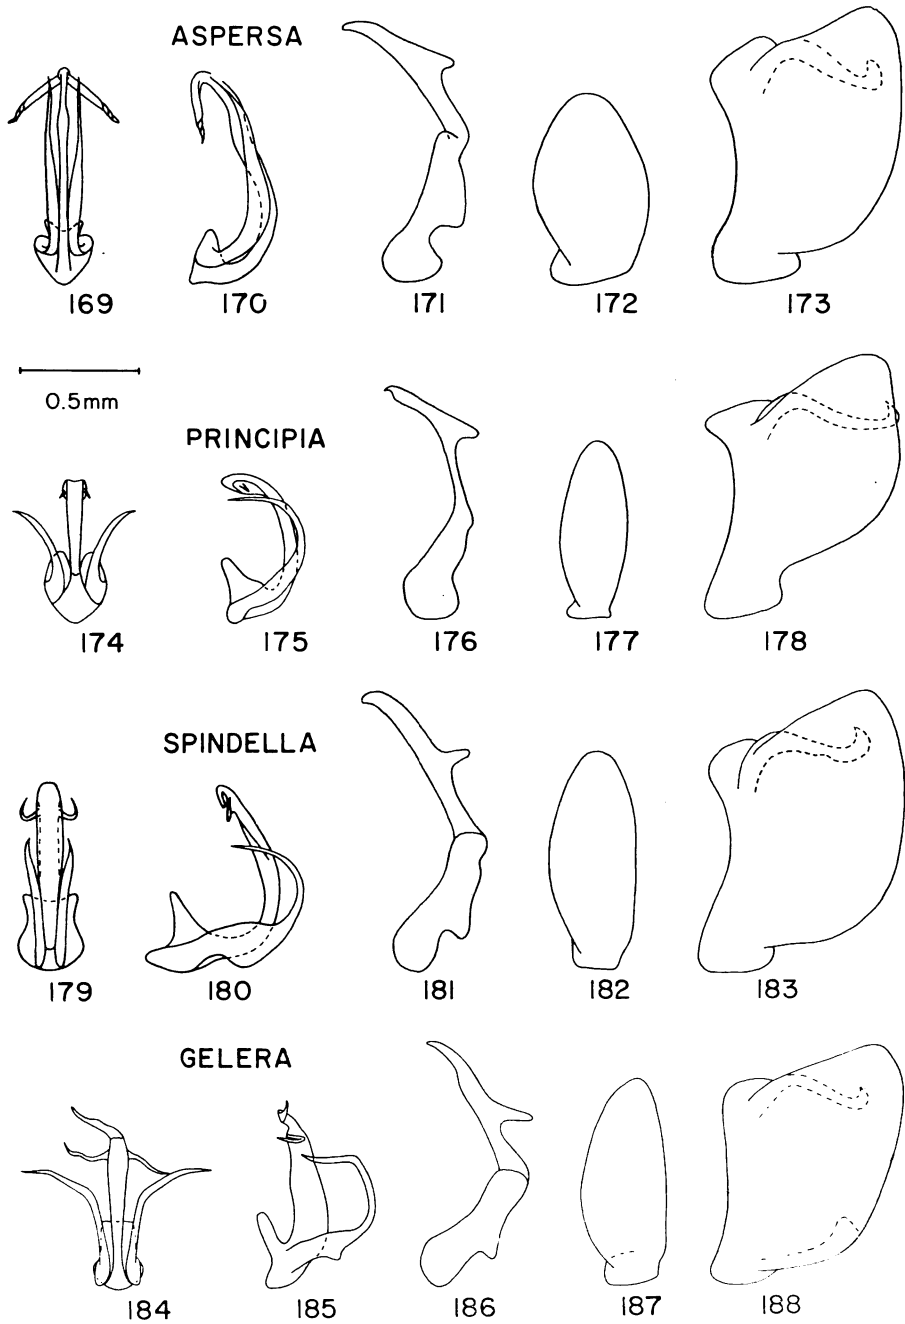 ASPERSA
169 170 171 172 173
0.5mm
PRINCIPIA
174 175 176 177 178
SPINDELLA
179 180 181 182 183
GELERA
184 185 186 187 188